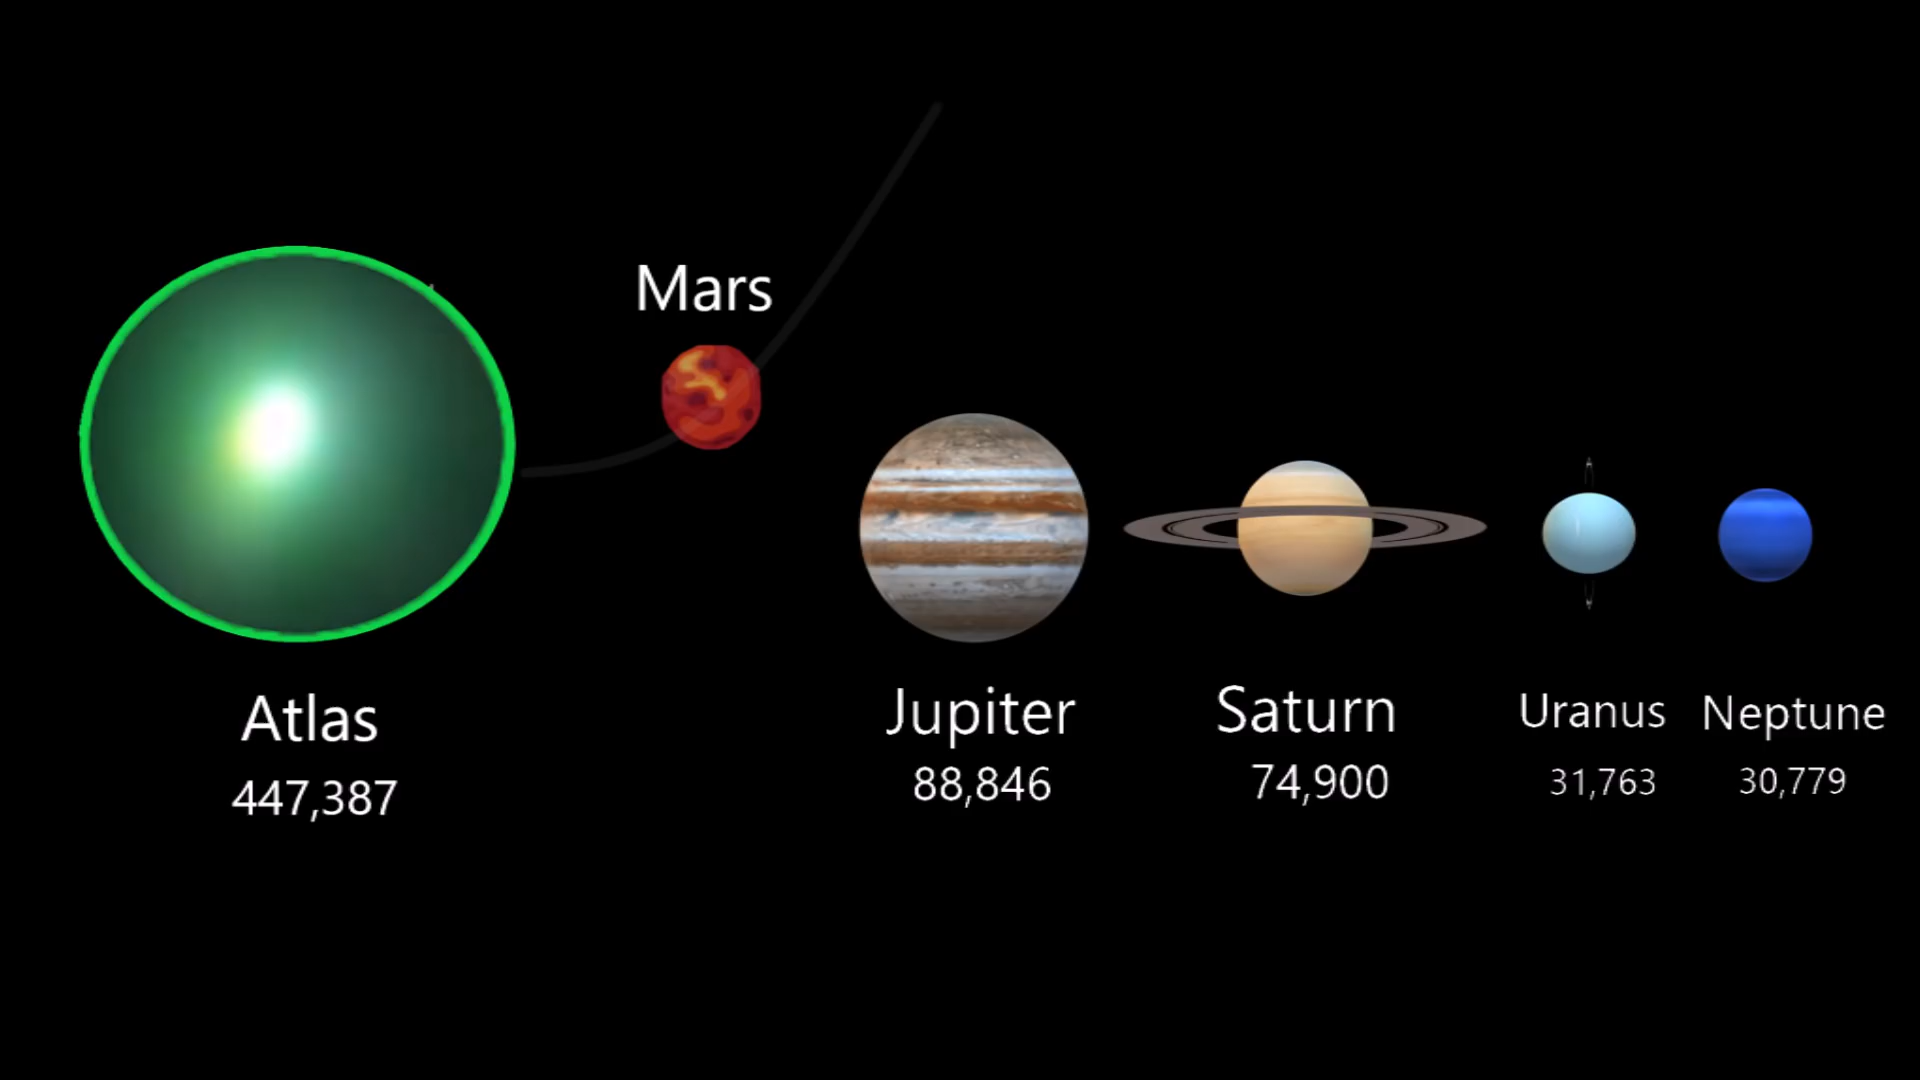 Mars
Atlas
447,387
Jupiter
88,846
Saturn
74,900
Uranus
31,763
Neptune
30,779